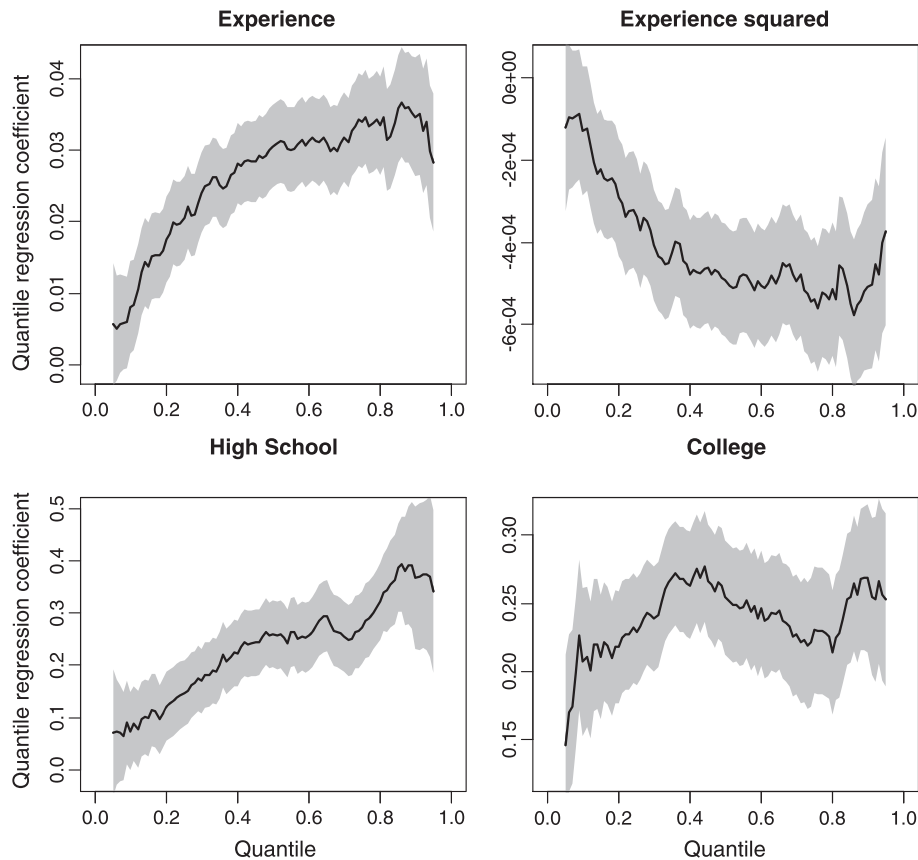 Experience
Experience squared
Quantile regression coefficient
0.00 0.01 0.02 0.03 0.04
-6e-04 -4e-04 -2e-04 0e+00
0.0 0.2 0.4 0.6 0.8 1.0
0.0 0.2 0.4 0.6 0.8 1.0
High School
College
Quantile regression coefficient
0.0 0.1 0.2 0.3 0.4 0.5
0.15 0.20 0.25 0.30
0.0 0.2 0.4 0.6 0.8 1.0
0.0 0.2 0.4 0.6 0.8 1.0
Quantile
Quantile